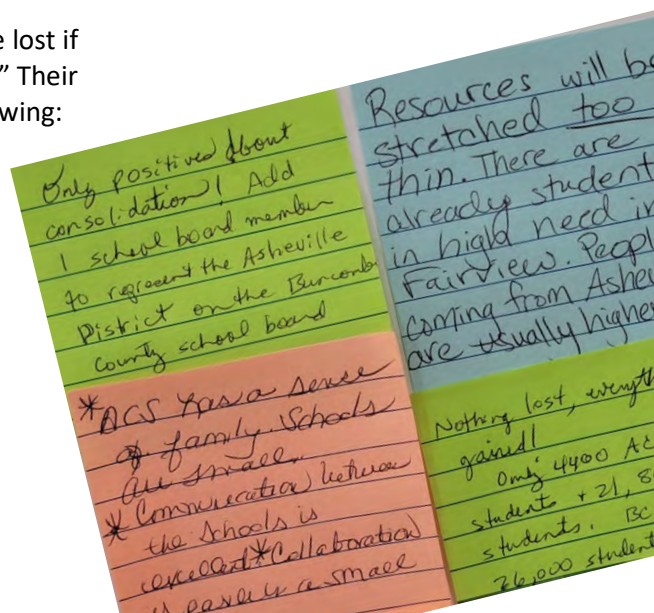 e lost if
” Their
wing:
Only positives about
consolidation! Add
1 school board member
to represent the Asheville
District on the Buncombe
County school board
Resources will be
stretched too
thin. There are
already student
in high need in
Fairview. Peopl
coming from Ashev
are usually higher
*ACS has a sense
of family. Schools
are small.
*Communication between
the schools is
excellent *Collaboration
is easily a small
Nothing lost, everyth
gained!
Only 4400 AC
students + 21,8
students. BC
26,000 student